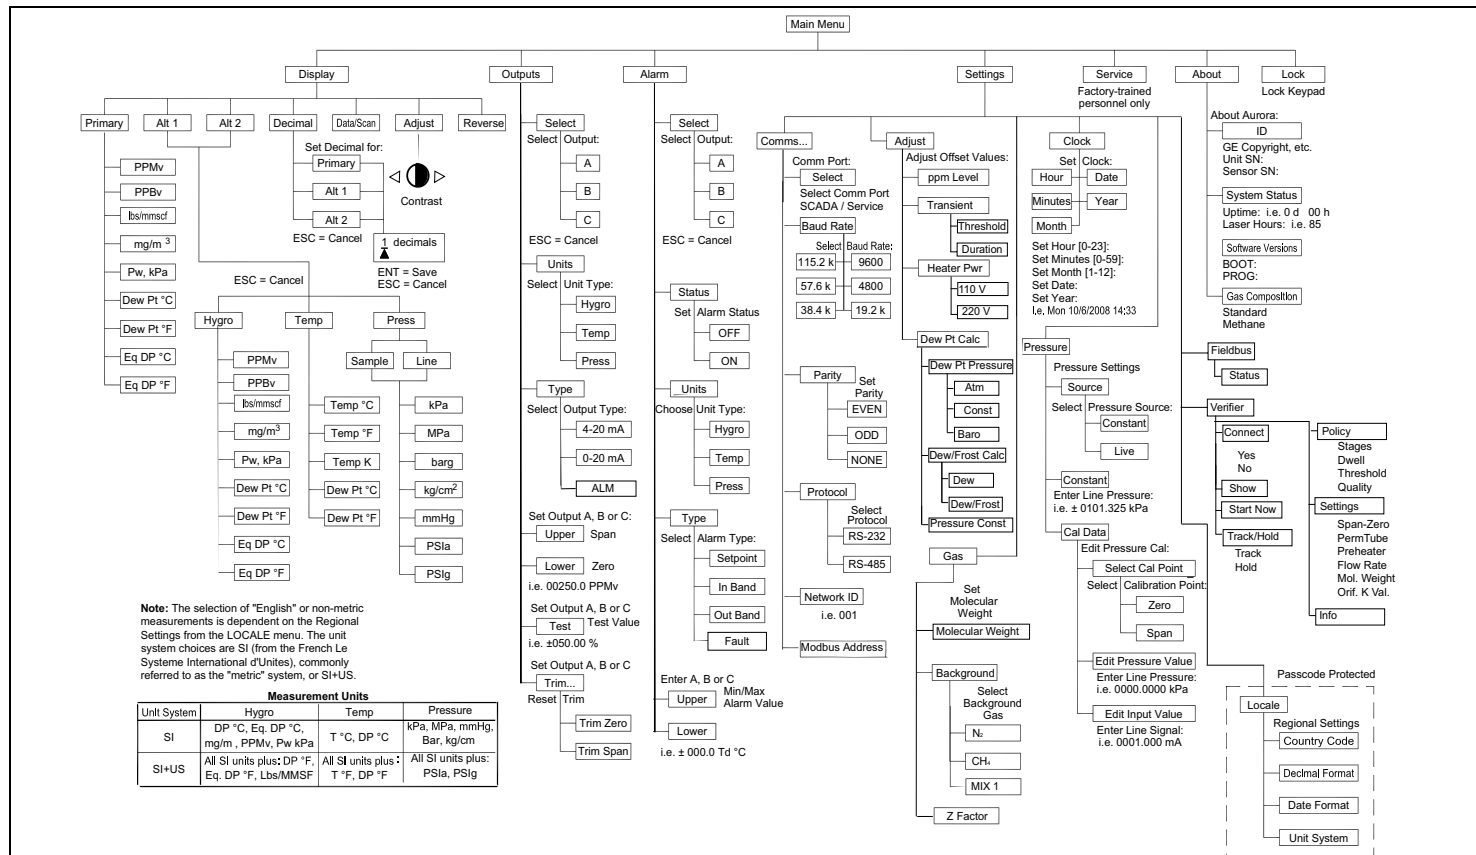 Main Menu
Display
Outputs
Alarm
Settings
Service
About
Lock
Factory-trained
personnel only
Lock Keypad
Primary
Alt 1
Alt 2
Decimal
Data/Scan
Adjust
Reverse
PPMv
PPBv
lbs/mmscf
mg/m 3
Pw, kPa
Dew Pt °C
Dew Pt °F
Eq DP °C
Eq DP °F
Set Decimal for:
Primary
Alt 1
Alt 2
ESC = Cancel
Contrast
1 decimals
ENT = Save
ESC = Cancel
ESC = Cancel
Hygro
Temp
Press
PPMv
PPBv
lbs/mmscf
mg/m3
Pw, kPa
Dew Pt °C
Dew Pt °F
Eq DP °C
Eq DP °F
Temp °C
Temp °F
Temp K
Dew Pt °C
Dew Pt °F
Sample
Line
kPa
MPa
barg
kg/cm2
mmHg
PSIa
PSIg
Select
Select Output:
A
B
C
ESC = Cancel
Units
Select Unit Type:
Hygro
Temp
Press
Type
Select Output Type:
4-20 mA
0-20 mA
ALM
Set Output A, B or C:
Upper Span
Lower Zero
i.e. 00250.0 PPMv
Set Output A, B or C
Test Test Value
i.e. ±050.00 %
Set Output A, B or C
Trim...
Reset Trim
Trim Zero
Trim Span
Select
Select Output:
A
B
C
ESC = Cancel
Status
Set Alarm Status
OFF
ON
Units
Choose Unit Type:
Hygro
Temp
Press
Type
Select Alarm Type:
Setpoint
In Band
Out Band
Fault
Enter A, B or C
Upper Min/Max
Alarm Value
Lower
i.e. ± 000.0 Td °C
Comms...
Comm Port:
Select
Select Comm Port
SCADA / Service
Baud Rate
Select Baud Rate:
115.2 k 9600
57.6 k 4800
38.4 k 19.2 k
Parity
Set
Parity
EVEN
ODD
NONE
Protocol
Select
Protocol
RS-232
RS-485
Network ID
i.e. 001
Modbus Address
Adjust
Adjust Offset Values:
ppm Level
Transient
Threshold
Duration
Heater Pwr
110 V
220 V
Dew Pt Calc
Dew Pt Pressure
Atm
Const
Baro
Dew/Frost Calc
Dew
Dew/Frost
Pressure Const
Gas
Set
Molecular
Weight
Molecular Weight
Background
Select
Background
Gas
N2
CH4
MIX 1
Z Factor
Clock
Set Clock:
Hour Date
Minutes Year
Month
Set Hour [0-23]:
Set Minutes [0-59]:
Set Month [1-12]:
Set Date:
Set Year:
I,e. Mon 10/6/2008 14;33
Pressure
Pressure Settings
Source
Select Pressure Source:
Constant
Live
Constant
Enter Line Pressure:
i.e. ± 0101.325 kPa
Cal Data
Edit Pressure Cal:
Select Cal Point
Select Calibration Point:
Zero
Span
Edit Pressure Value
Enter Line Pressure:
i.e. 0000.0000 kPa
Edit Input Value
Enter Line Signal:
i.e. 0001.000 mA
About Aurora:
ID
GE Copyright, etc.
Unit SN:
Sensor SN:
System Status
Uptime: i.e. 0 d 00 h
Laser Hours: i.e. 85
Software Versions
BOOT:
PROG:
Gas Composition
Standard
Methane
Fieldbus
Status
Verifier
Connect
Yes
No
Show
Start Now
Track/Hold
Track
Hold
Policy
Stages
Dwell
Threshold
Quality
Settings
Span-Zero
PermTube
Preheater
Flow Rate
Mol. Weight
Orif. K Val.
Info
Passcode Protected
Locale
Regional Settings
Country Code
Decimal Format
Date Format
Unit System
Note: The selection of "English" or non-metric
measurements is dependent on the Regional
Settings from the LOCALE menu. The unit
system choices are SI (from the French Le
Systeme International d'Unites), commonly
referred to as the "metric" system, or SI+US.
Measurement Units
Unit System Hygro Temp Pressure
SI DP °C, Eq. DP °C, mg/m , PPMv, Pw kPa T °C, DP °C kPa, MPa, mmHg, Bar, kg/cm
SI+US All SI units plus: DP °F, Eq. DP °F, Lbs/MMSF All SI units plus : T °F, DP °F All SI units plus: PSIa, PSIg